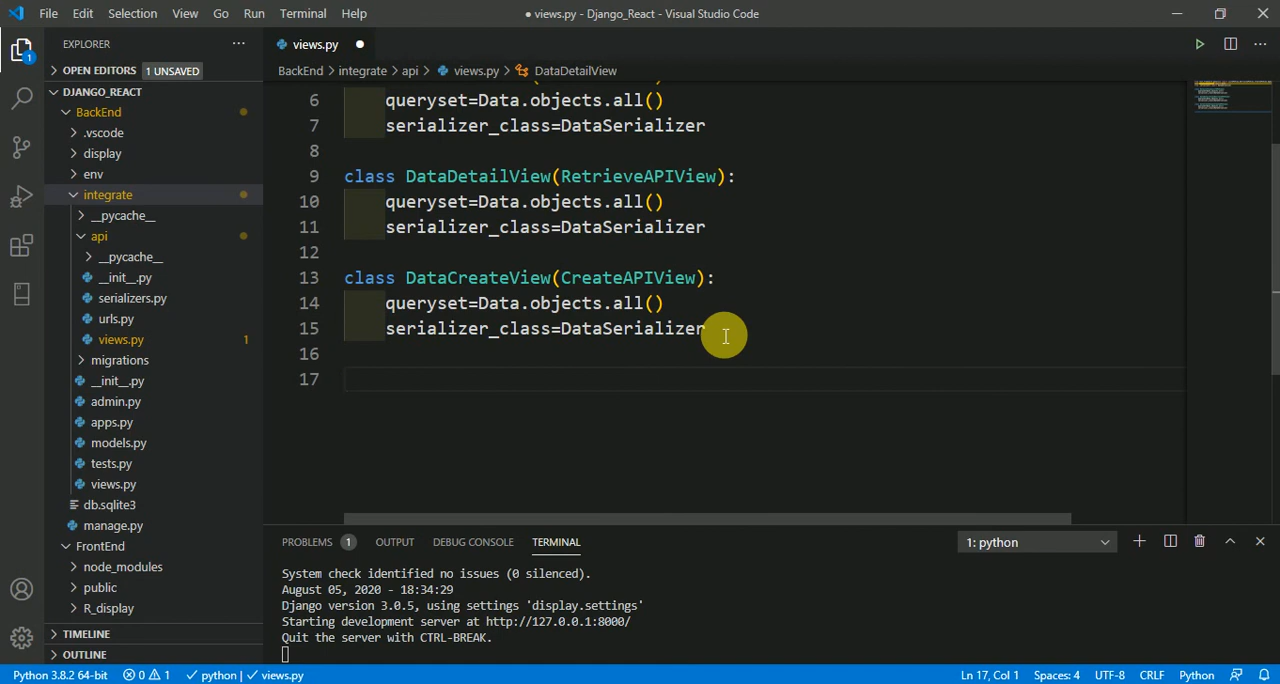 File Edit Selection View Go Run Terminal Help
● views.py - Django_React - Visual Studio Code
EXPLORER
views.py
OPEN EDITORS 1 UNSAVED
BackEnd > integrate > api > views.py > DataDetailView
DJANGO_REACT
BackEnd
.vscode
display
env
integrate
__pycache__
api
__pycache__
__init__.py
serializers.py
urls.py
views.py 1
migrations
__init__.py
admin.py
apps.py
models.py
tests.py
views.py
db.sqlite3
manage.py
FrontEnd
node_modules
public
R_display
TIMELINE
OUTLINE
6 queryset=Data.objects.all()
7 serializer_class=DataSerializer
8
9 class DataDetailView(RetrieveAPIView):
10 queryset=Data.objects.all()
11 serializer_class=DataSerializer
12
13 class DataCreateView(CreateAPIView):
14 queryset=Data.objects.all()
15 serializer_class=DataSerializer
16
17
PROBLEMS 1 OUTPUT DEBUG CONSOLE TERMINAL 1: python
System check identified no issues (0 silenced).
August 05, 2020 - 18:34:29
Django version 3.0.5, using settings 'display.settings'
Starting development server at http://127.0.0.1:8000/
Quit the server with CTRL-BREAK.
Python 3.8.2 64-bit 0 1 python | views.py Ln 17, Col 1 Spaces: 4 UTF-8 CRLF Python